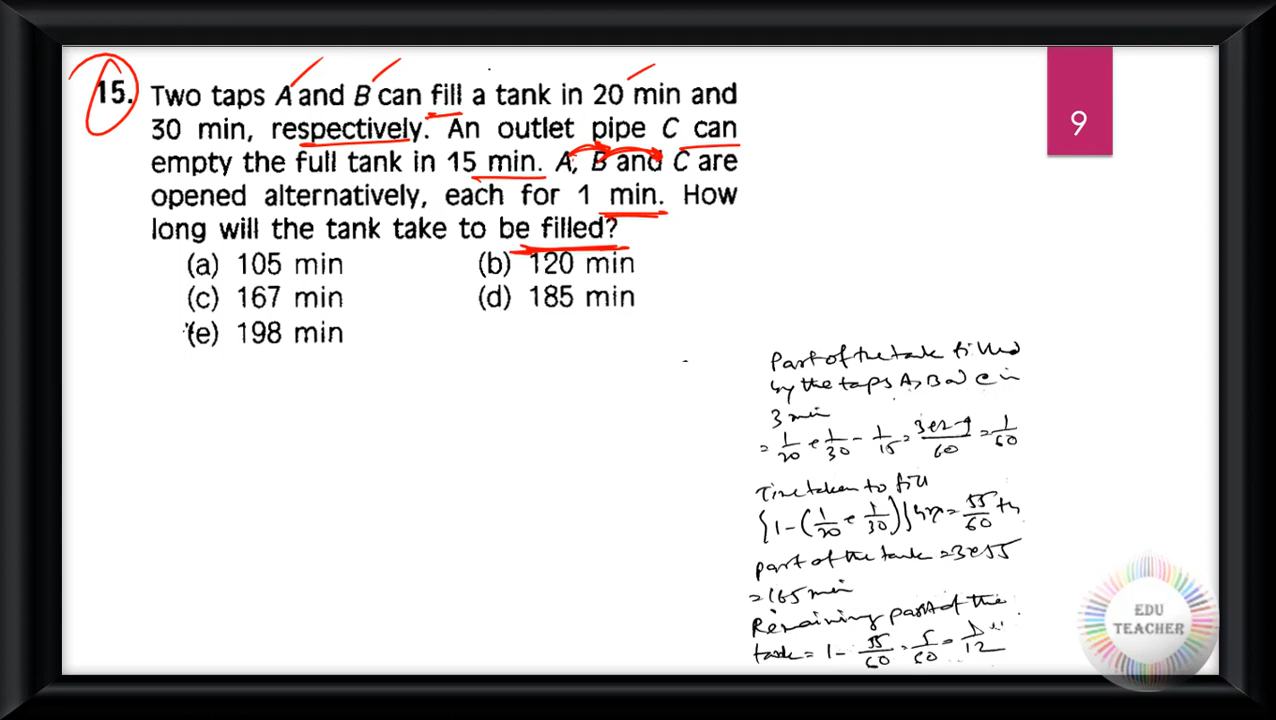 15. Two taps A and B can fill a tank in 20 min and
30 min, respectively. An outlet pipe C can
empty the full tank in 15 min. A, B and C are
opened alternatively, each for 1 min. How
long will the tank take to be filled?
(a) 105 min (b) 120 min
(c) 167 min (d) 185 min
(e) 198 min
9
Part of the tank filled
by the taps A, B C in
3 min
= 1/20 + 1/30 - 1/15 = 60 = 1/60
Time taken to fill
{1-(1/20 + 1/30)} = 55/60 th
part of the tank = 3 55
= 165 min
Remaining part of the
tank = 1 - 55/60 = 5/60 = 1/12
EDU
TEACHER